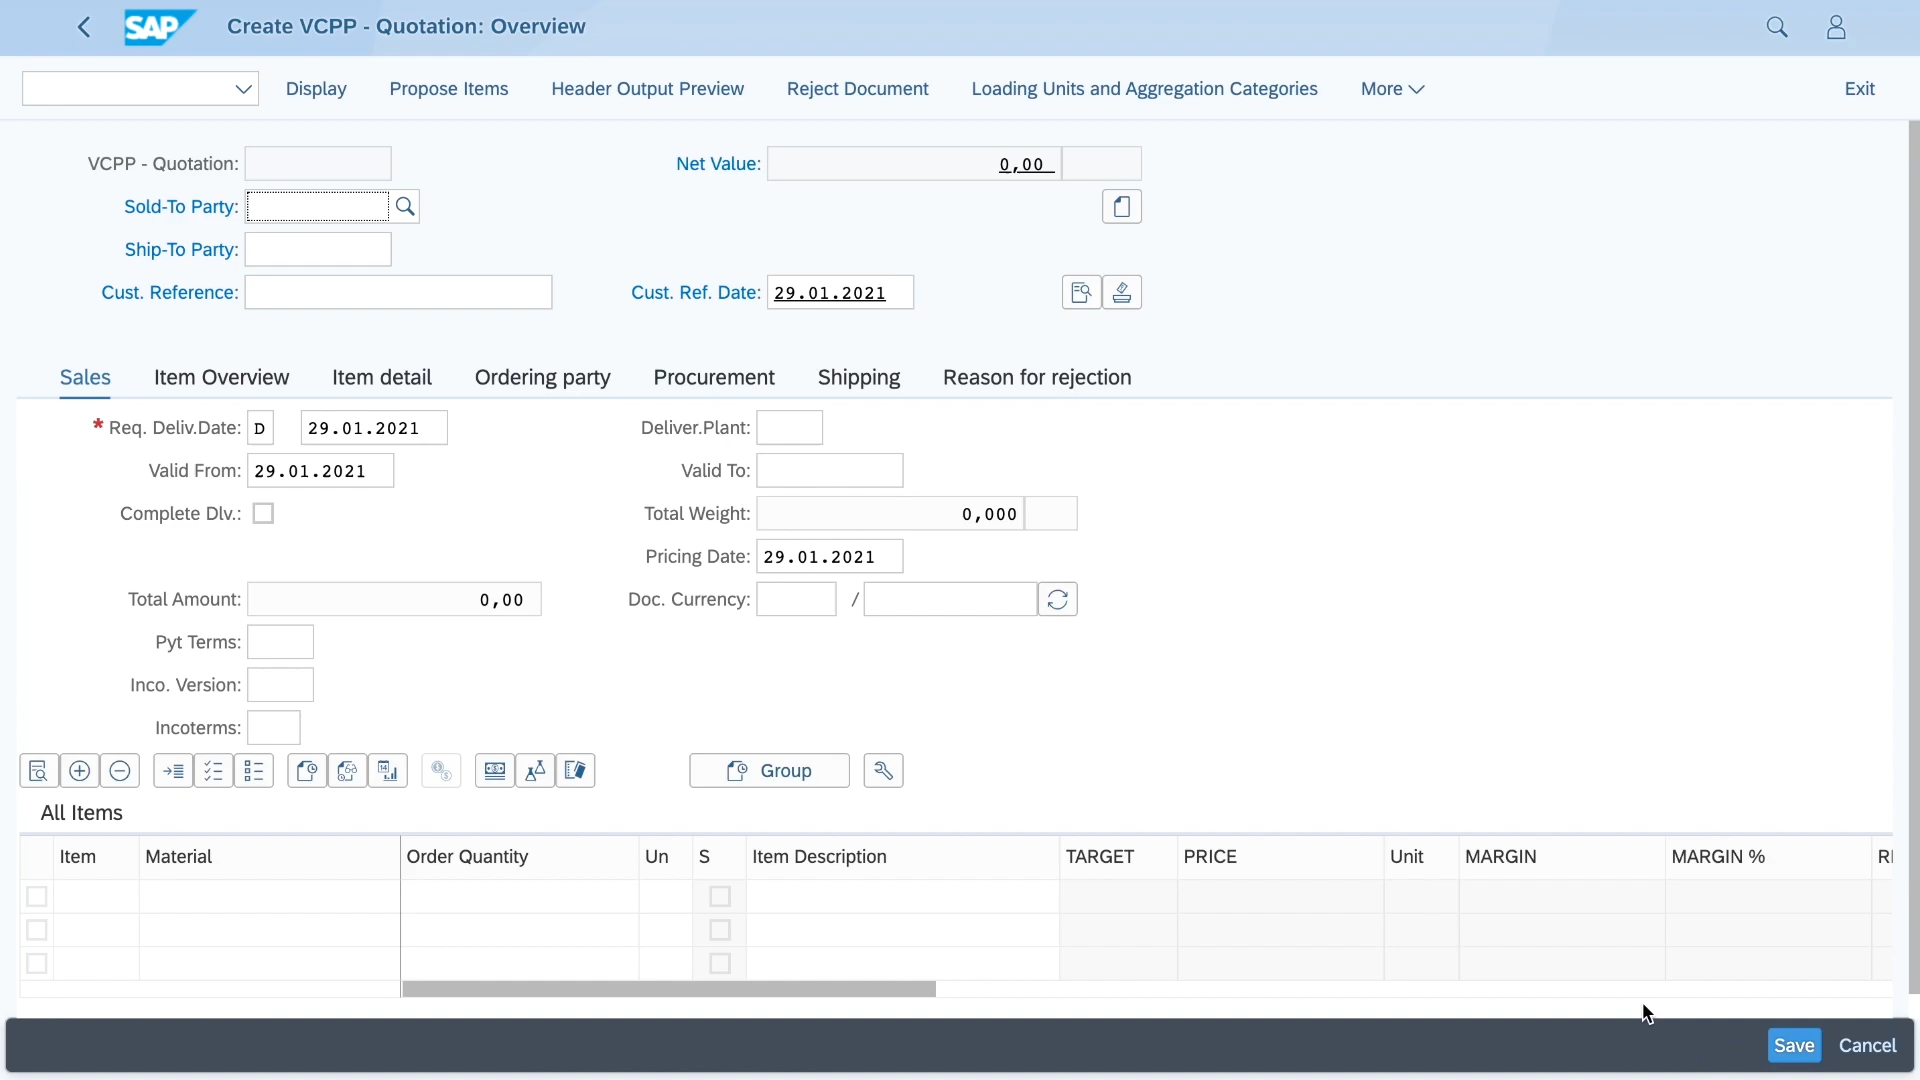 SAP Create VCPP - Quotation: Overview
Display Propose Items Header Output Preview Reject Document Loading Units and Aggregation Categories More Exit
VCPP - Quotation: Net Value: 0,00
Sold-To Party:
Ship-To Party:
Cust. Reference: Cust. Ref. Date: 29.01.2021
Sales Item Overview Item detail Ordering party Procurement Shipping Reason for rejection
* Req. Deliv.Date: D 29.01.2021 Deliver.Plant:
Valid From: 29.01.2021 Valid To:
Complete Dlv.: Total Weight: 0,000
Pricing Date: 29.01.2021
Total Amount: 0,00 Doc. Currency: /
Pyt Terms:
Inco. Version:
Incoterms:
Group
All Items
Item Material Order Quantity Un S Item Description TARGET PRICE Unit MARGIN MARGIN %
Save Cancel